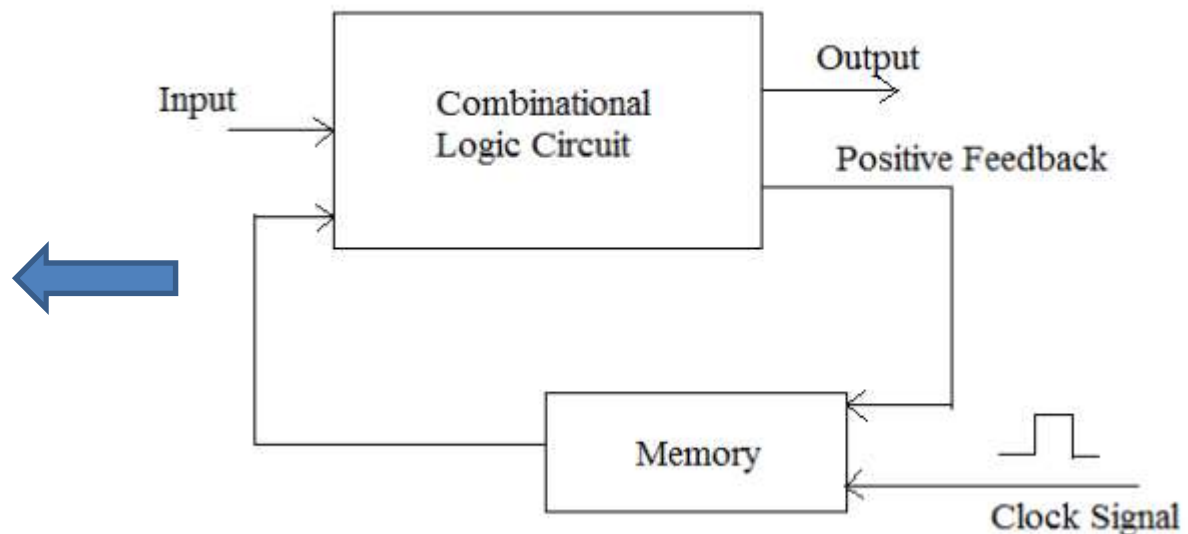 Output
Input
Combinational
Logic Circuit
Positive Feedback
Memory
Clock Signal